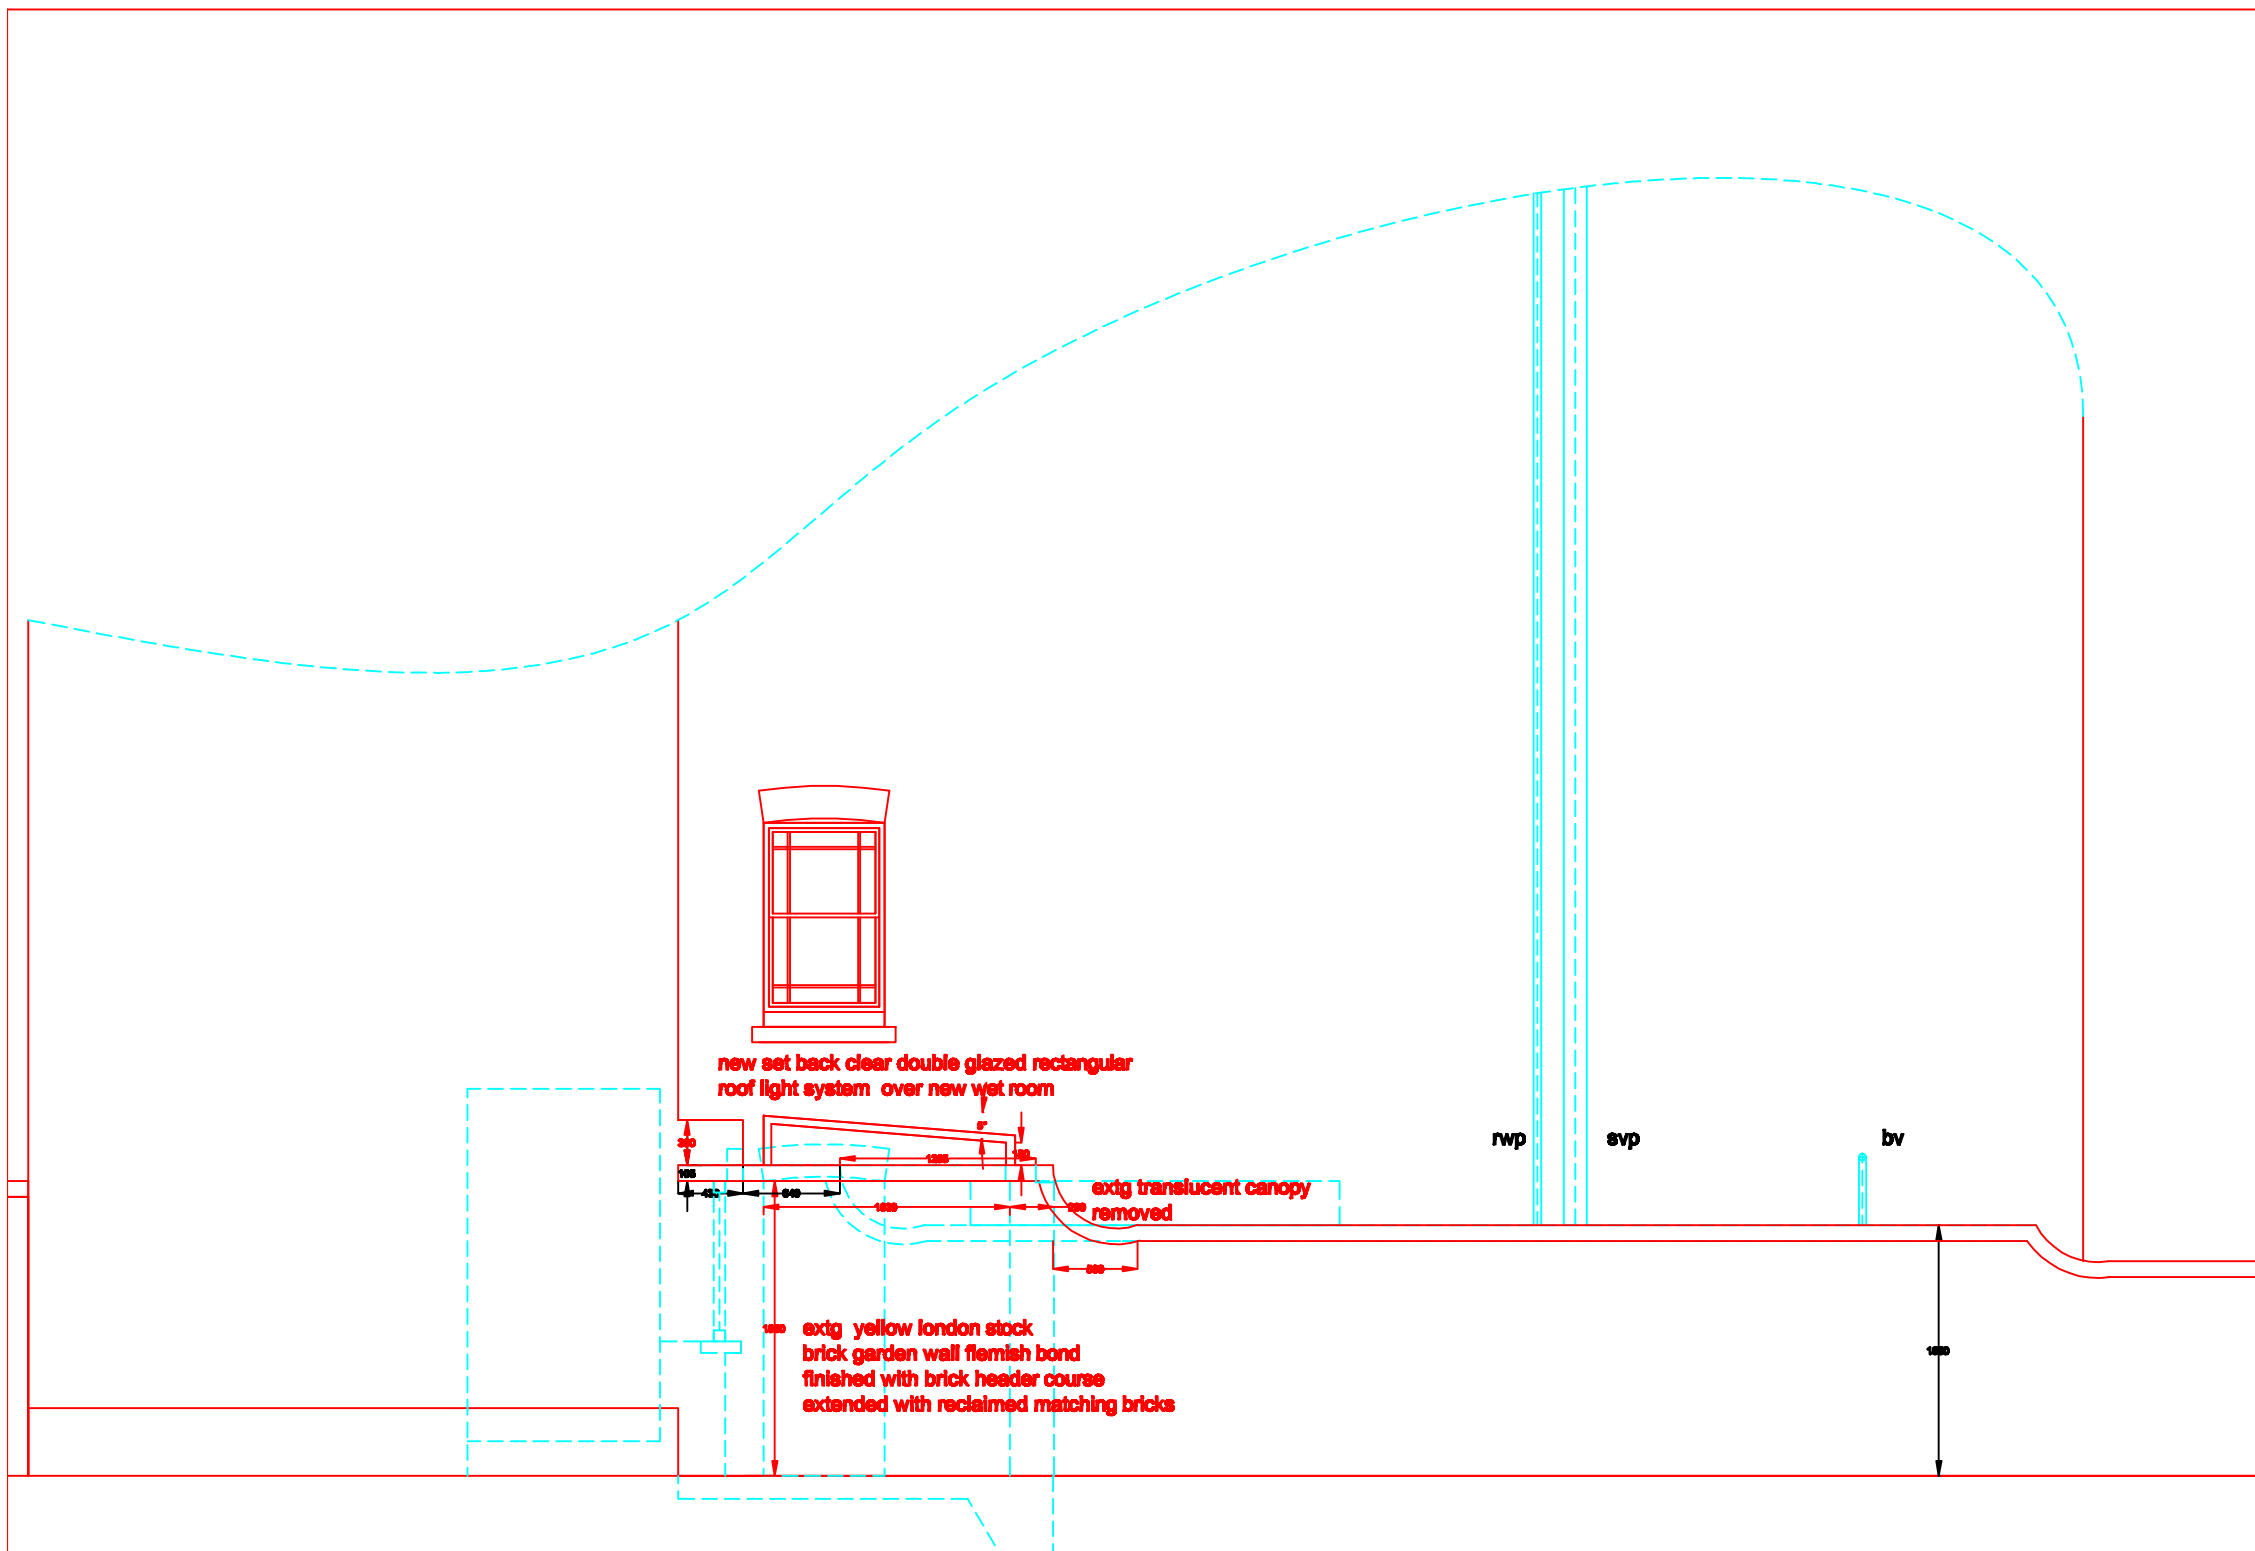 new set back clear double glazed rectangular
roof light system over new wet room
5°
rwp
svp
bv
extg translucent canopy
removed
extg yellow london stock
brick garden wall flemish bond
finished with brick header course
extended with reclaimed matching bricks